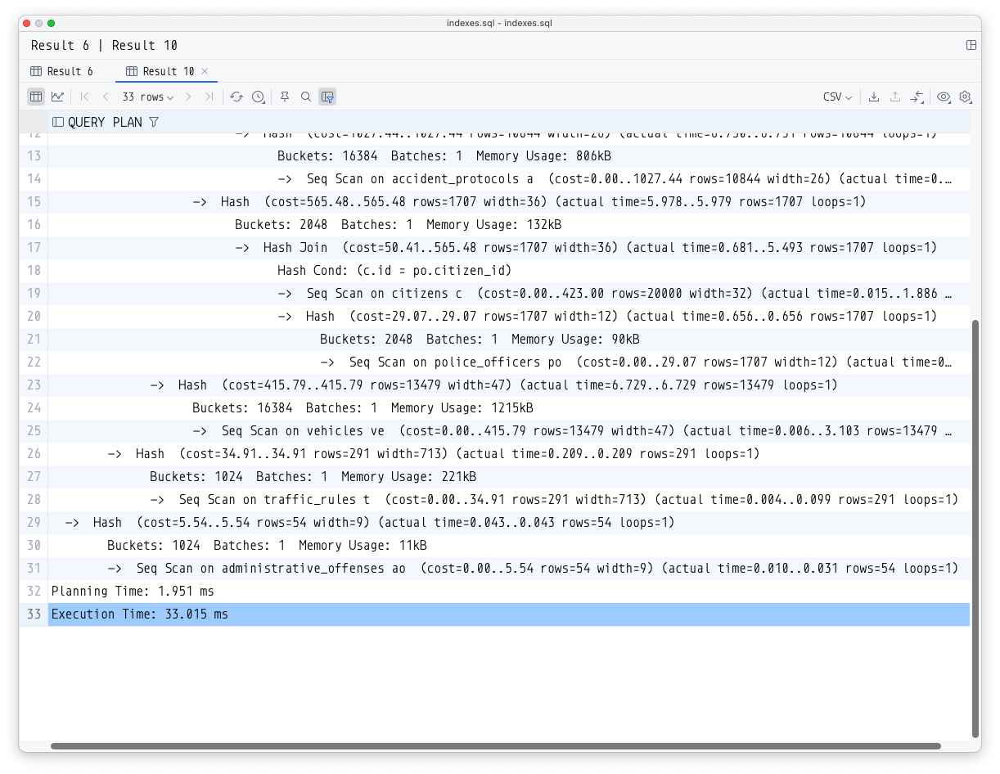 indexes.sql – indexes.sql
Result 6 | Result 10
Result 6 Result 10 ×
33 rows CSV
QUERY PLAN
12 -> Hash (cost=1027.44..1027.44 rows=10844 width=26) (actual time=6.750..6.751 rows=10844 loops=1)
13 Buckets: 16384 Batches: 1 Memory Usage: 806kB
14 -> Seq Scan on accident_protocols a (cost=0.00..1027.44 rows=10844 width=26) (actual time=0.…
15 -> Hash (cost=565.48..565.48 rows=1707 width=36) (actual time=5.978..5.979 rows=1707 loops=1)
16 Buckets: 2048 Batches: 1 Memory Usage: 132kB
17 -> Hash Join (cost=50.41..565.48 rows=1707 width=36) (actual time=0.681..5.493 rows=1707 loops=1)
18 Hash Cond: (c.id = po.citizen_id)
19 -> Seq Scan on citizens c (cost=0.00..423.00 rows=20000 width=32) (actual time=0.015..1.886 …
20 -> Hash (cost=29.07..29.07 rows=1707 width=12) (actual time=0.656..0.656 rows=1707 loops=1)
21 Buckets: 2048 Batches: 1 Memory Usage: 90kB
22 -> Seq Scan on police_officers po (cost=0.00..29.07 rows=1707 width=12) (actual time=0…
23 -> Hash (cost=415.79..415.79 rows=13479 width=47) (actual time=6.729..6.729 rows=13479 loops=1)
24 Buckets: 16384 Batches: 1 Memory Usage: 1215kB
25 -> Seq Scan on vehicles ve (cost=0.00..415.79 rows=13479 width=47) (actual time=0.006..3.103 rows=13479 …
26 -> Hash (cost=34.91..34.91 rows=291 width=713) (actual time=0.209..0.209 rows=291 loops=1)
27 Buckets: 1024 Batches: 1 Memory Usage: 221kB
28 -> Seq Scan on traffic_rules t (cost=0.00..34.91 rows=291 width=713) (actual time=0.004..0.099 rows=291 loops=1)
29 -> Hash (cost=5.54..5.54 rows=54 width=9) (actual time=0.043..0.043 rows=54 loops=1)
30 Buckets: 1024 Batches: 1 Memory Usage: 11kB
31 -> Seq Scan on administrative_offenses ao (cost=0.00..5.54 rows=54 width=9) (actual time=0.010..0.031 rows=54 loops=1)
32 Planning Time: 1.951 ms
33 Execution Time: 33.015 ms